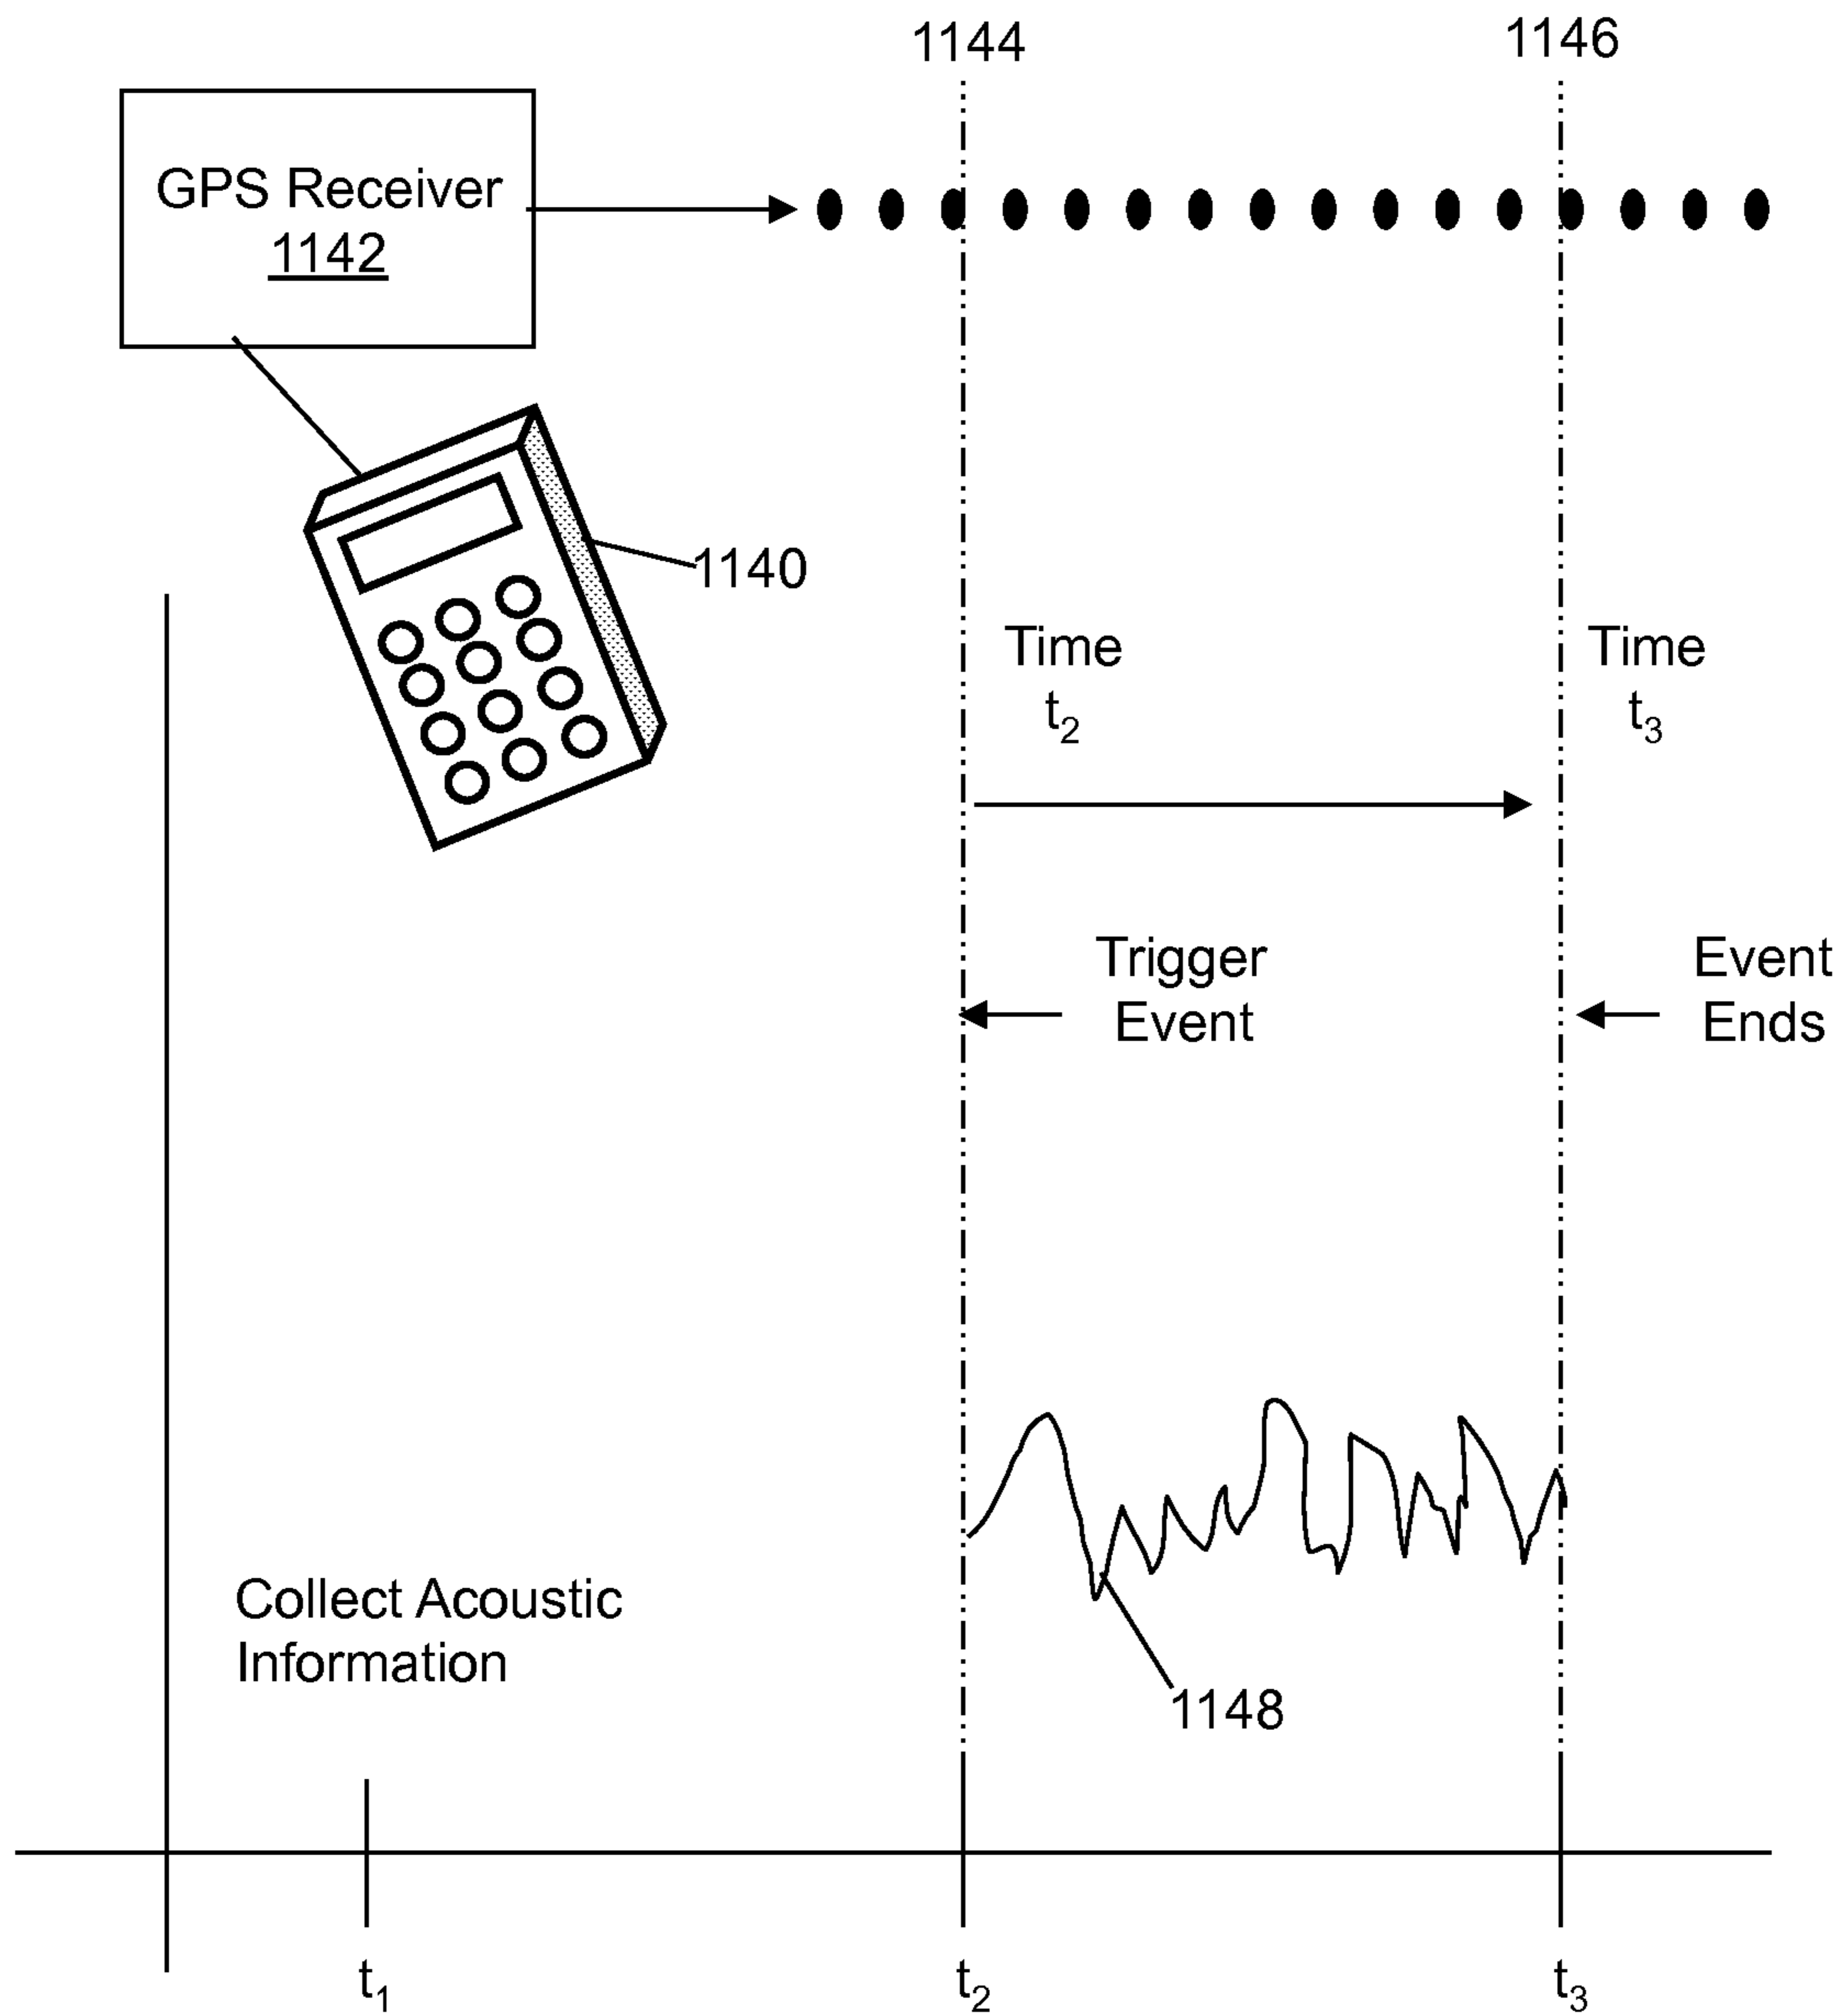 1144
1146
GPS Receiver
1142
1140
Time
t₂
Time
t₃
Trigger
Event
Event
Ends
Collect Acoustic
Information
1148
t₁
t₂
t₃